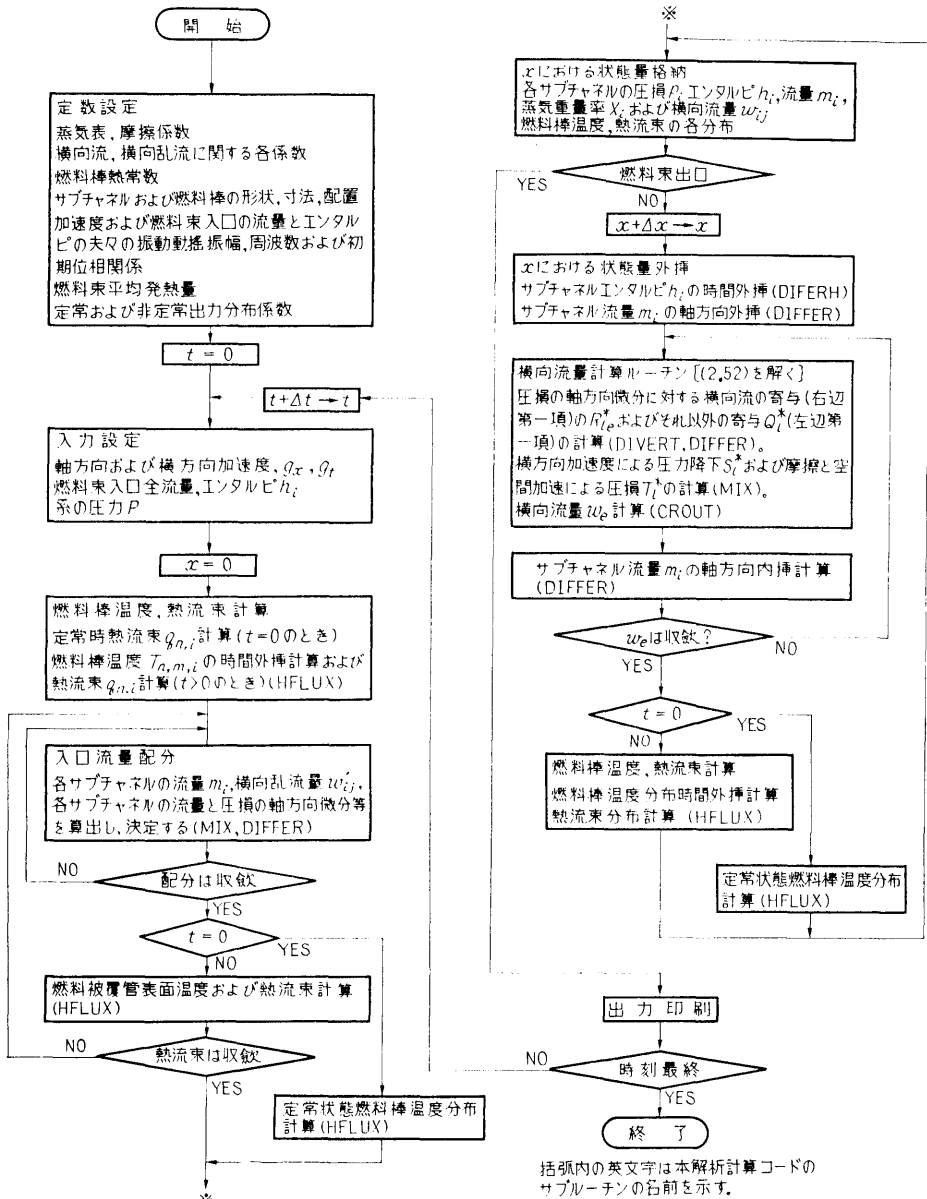 開始
定数設定
蒸気表,摩擦係数
横向流,横向乱流に関する各係数
燃料棒熱常数
サブチャネルおよび燃料棒の形状,寸法,配置
加速度および燃料束入口の流量とエンタル
ピの夫々の振動動揺振幅,周波数および初
期位相関係
燃料束平均発熱量
定常および非定常出力分布係数
t = 0
t+Δt → t
入力設定
軸方向および横方向加速度, gx, gt
燃料束入口全流量,エンタルピhi
系の圧力P
x = 0
燃料棒温度,熱流束計算
定常時熱流束qn,i計算(t=0のとき)
燃料棒温度 Tn,m,iの時間外挿計算および
熱流束qn,i計算(t>0のとき)(HFLUX)
入口流量配分
各サブチャネルの流量mi,横向乱流量w'ij,
各サブチャネルの流量と圧損の軸方向微分等
を算出し,決定する(MIX,DIFFER)
NO
配分は収斂
YES
t = 0
YES
NO
燃料被覆管表面温度および熱流束計算
(HFLUX)
NO
熱流束は収斂
YES
定常状態燃料棒温度分布
計算(HFLUX)
※
※
xにおける状態量格納
各サブチャネルの圧損Pi エンタルピhi,流量mi,
蒸気重量率Xiおよび横向流量wij
燃料棒温度,熱流束の各分布
YES
燃料束出口
NO
x+Δx → x
xにおける状態量外挿
サブチャネルエンタルピhiの時間外挿(DIFERH)
サブチャネル流量miの軸方向外挿(DIFFER)
横向流量計算ルーチン[(2.52)を解く]
圧損の軸方向微分に対する横向流の寄与(右辺
第一項)のRie*およびそれ以外の寄与Qi*(左辺第
一項)の計算(DIVERT,DIFFER)。
横方向加速度による圧力降下Si*および摩擦と空
間加速による圧損Ti*の計算(MIX)。
横向流量we計算(CROUT)
サブチャネル流量miの軸方向内挿計算
(DIFFER)
weは収斂?
NO
YES
t = 0
YES
NO
燃料棒温度,熱流束計算
燃料棒温度分布時間外挿計算
熱流束分布計算 (HFLUX)
定常状態燃料棒温度分布
計算(HFLUX)
出力印刷
NO
時刻最終
YES
終了
括弧内の英文字は本解析計算コードの
サブルーチンの名前を示す.